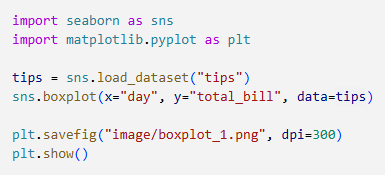 import seaborn as sns
import matplotlib.pyplot as plt
tips = sns.load_dataset("tips")
sns.boxplot(x="day", y="total_bill", data=tips)
plt.savefig("image/boxplot_1.png", dpi=300)
plt.show()